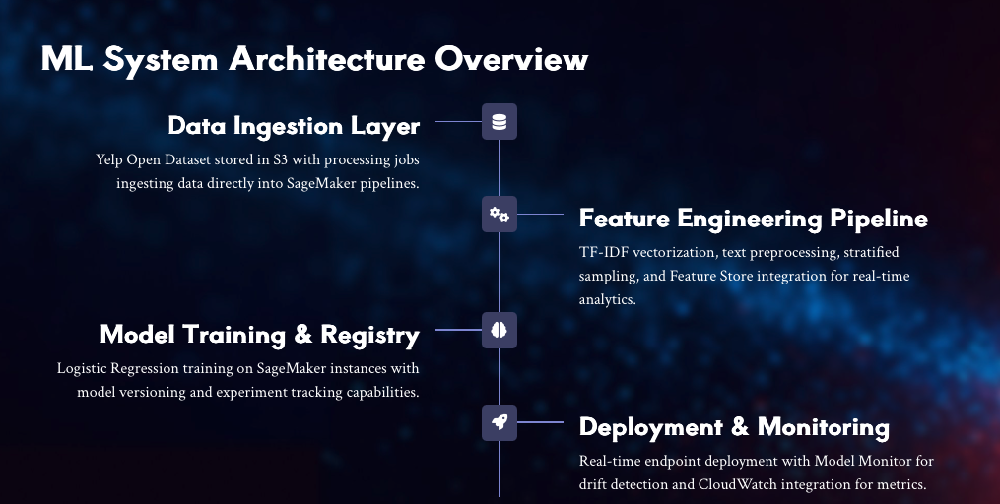 ML System Architecture Overview
Data Ingestion Layer
Yelp Open Dataset stored in S3 with processing jobs
ingesting data directly into SageMaker pipelines.
Feature Engineering Pipeline
TF-IDF vectorization, text preprocessing, stratified
sampling, and Feature Store integration for real-time
analytics.
Model Training & Registry
Logistic Regression training on SageMaker instances with
model versioning and experiment tracking capabilities.
Deployment & Monitoring
Real-time endpoint deployment with Model Monitor for
drift detection and CloudWatch integration for metrics.